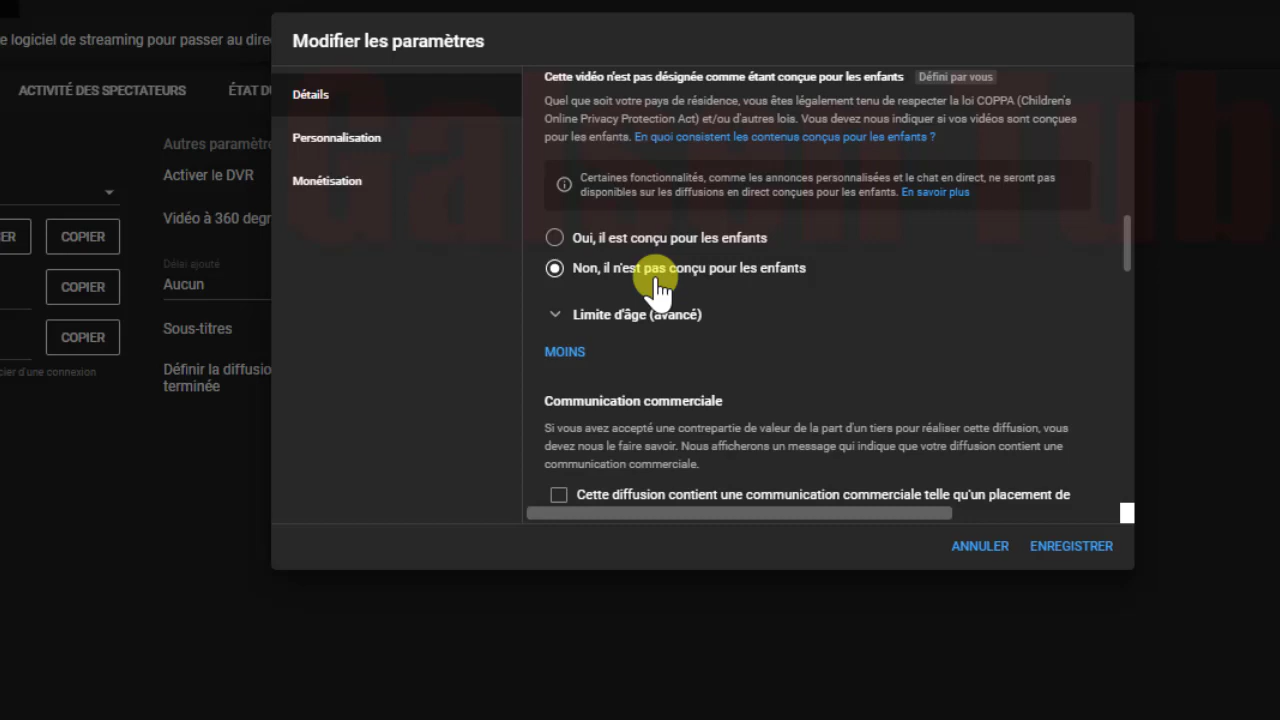 e logiciel de streaming pour passer au dire
Modifier les paramètres
ACTIVITÉ DES SPECTATEURS
ÉTAT DU
Détails
Personnalisation
Monétisation
Autres paramètre
Activer le DVR
Vidéo à 360 degr
ER
COPIER
Délai ajouté
Aucun
COPIER
Sous-titres
COPIER
cier d'une connexion
Définir la diffusio
terminée
Cette vidéo n'est pas désignée comme étant conçue pour les enfants Défini par vous
Quel que soit votre pays de résidence, vous êtes légalement tenu de respecter la loi COPPA (Children's
Online Privacy Protection Act) et/ou d'autres lois. Vous devez nous indiquer si vos vidéos sont conçues
pour les enfants. En quoi consistent les contenus conçus pour les enfants ?
Certaines fonctionnalités, comme les annonces personnalisées et le chat en direct, ne seront pas
disponibles sur les diffusions en direct conçues pour les enfants. En savoir plus
Oui, il est conçu pour les enfants
Non, il n'est pas conçu pour les enfants
Limite d'âge (avancé)
MOINS
Communication commerciale
Si vous avez accepté une contrepartie de valeur de la part d'un tiers pour réaliser cette diffusion, vous
devez nous le faire savoir. Nous afficherons un message qui indique que votre diffusion contient une
communication commerciale.
Cette diffusion contient une communication commerciale telle qu'un placement de
ANNULER ENREGISTRER